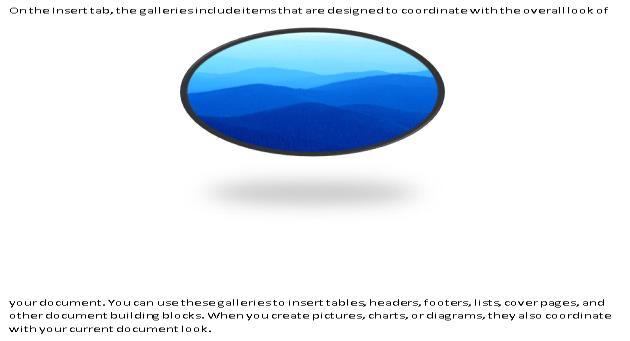 On the Insert tab, the galleries include items that are designed to coordinate with the overall look of
your document. You can use these galleries to insert tables, headers, footers, lists, cover pages, and
other document building blocks. When you create pictures, charts, or diagrams, they also coordinate
with your current document look.